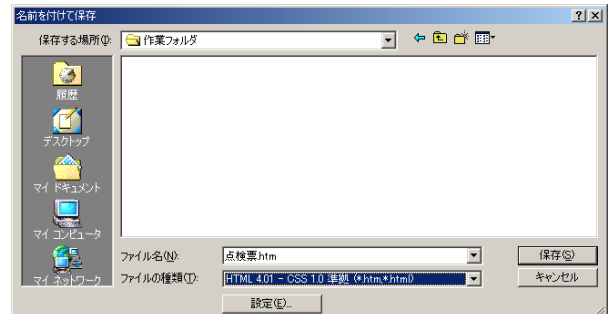 名前を付けて保存
保存する場所(I):
作業フォルダ
履歴
デスクトップ
マイ ドキュメント
マイ コンピュータ
マイ ネットワーク
ファイル名(N):
点検票.htm
保存(S)
ファイルの種類(T):
HTML 4.01 - CSS 1.0 準拠 (*.htm,*.html)
キャンセル
設定(E)...